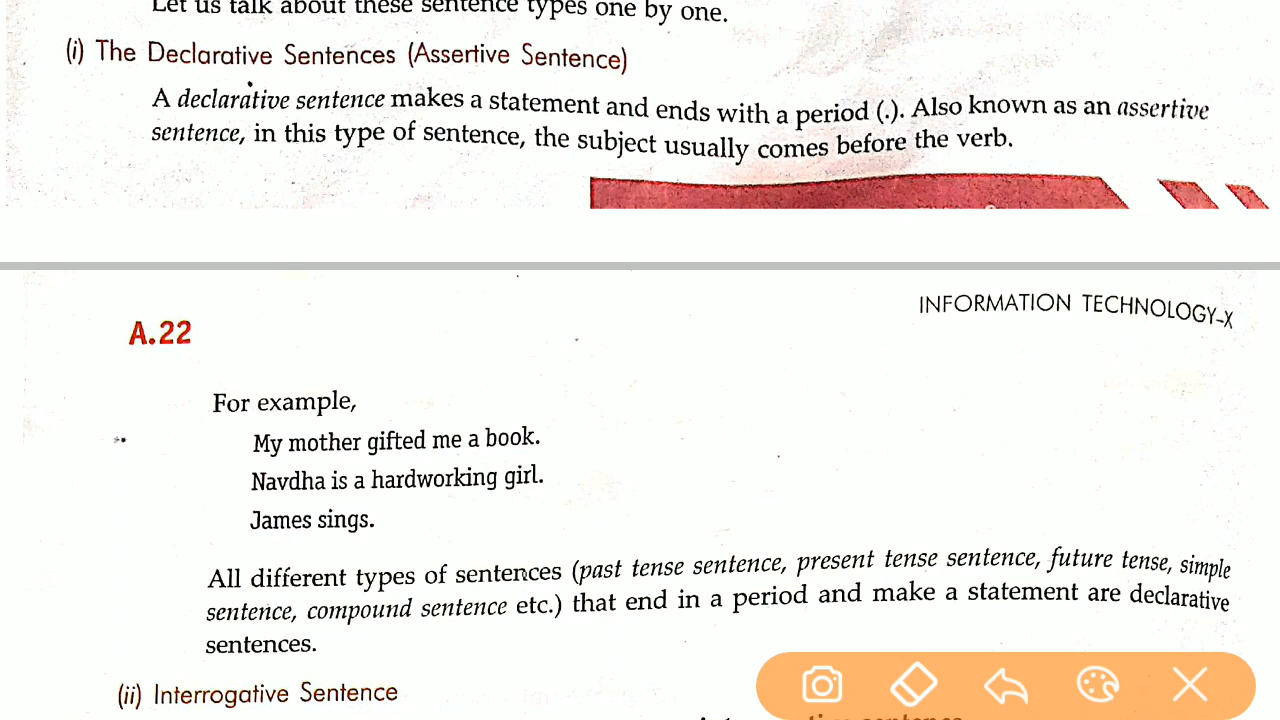 Let us talk about these sentence types one by one.
(i) The Declarative Sentences (Assertive Sentence)
A declarative sentence makes a statement and ends with a period (.). Also known as an assertive
sentence, in this type of sentence, the subject usually comes before the verb.
INFORMATION TECHNOLOGY-X
A.22
For example,
My mother gifted me a book.
Navdha is a hardworking girl.
James sings.
All different types of sentences (past tense sentence, present tense sentence, future tense, simple
sentence, compound sentence etc.) that end in a period and make a statement are declarative
sentences.
(ii) Interrogative Sentence